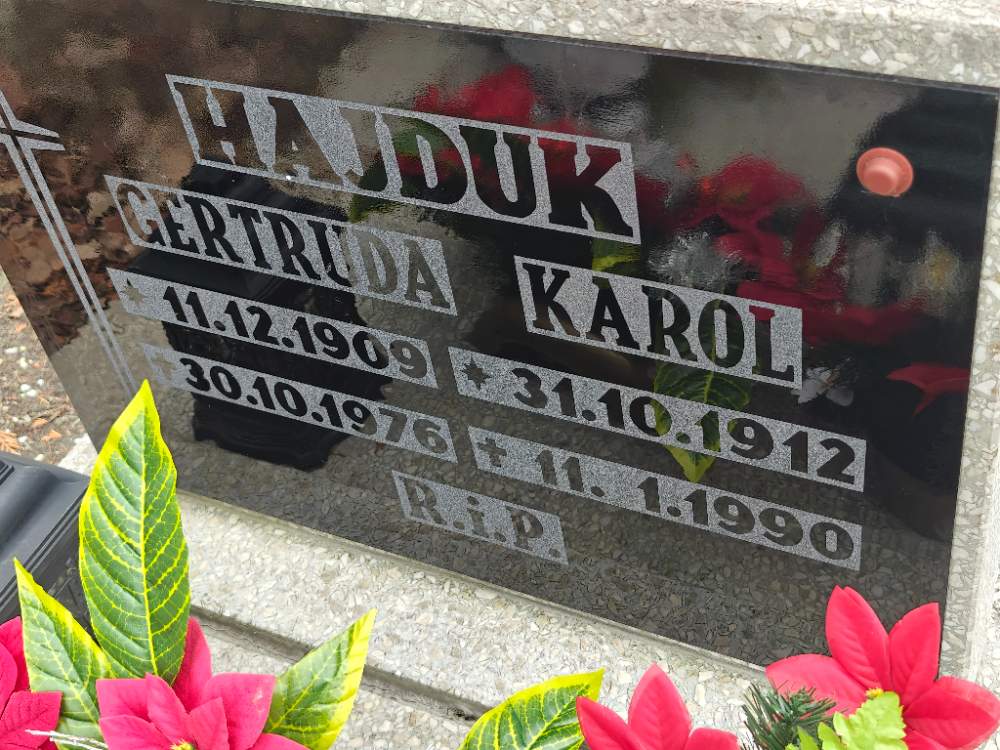 HAJDUK
GERTRUDA
* 11.12.1909
† 30.10.1976
KAROL
* 31.10.1912
† 11. 1.1990
R.i.P.